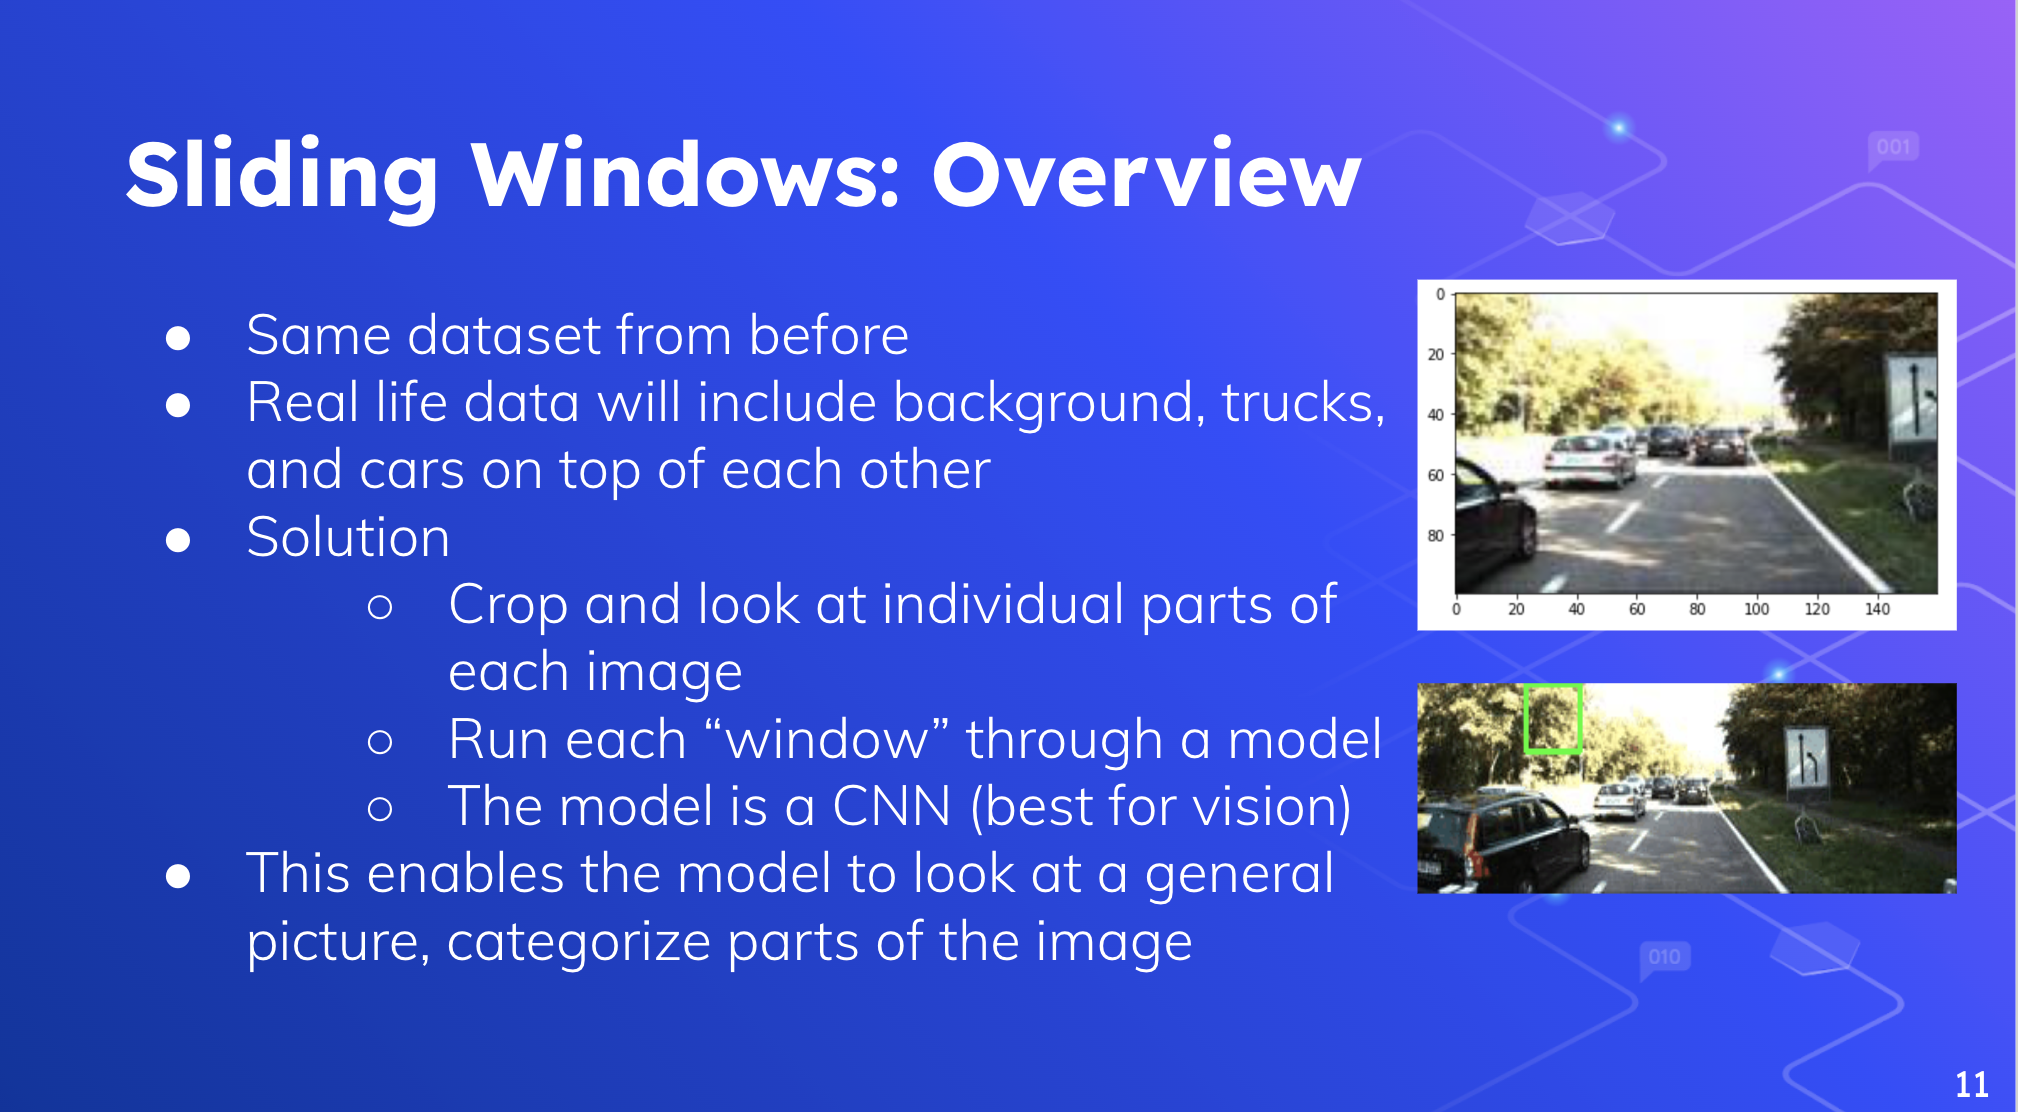 Sliding Windows: Overview
● Same dataset from before
● Real life data will include background, trucks,
and cars on top of each other
● Solution
○ Crop and look at individual parts of
each image
○ Run each “window” through a model
○ The model is a CNN (best for vision)
● This enables the model to look at a general
picture, categorize parts of the image
001
0
20
40
60
80
0 20 40 60 80 100 120 140
010
11